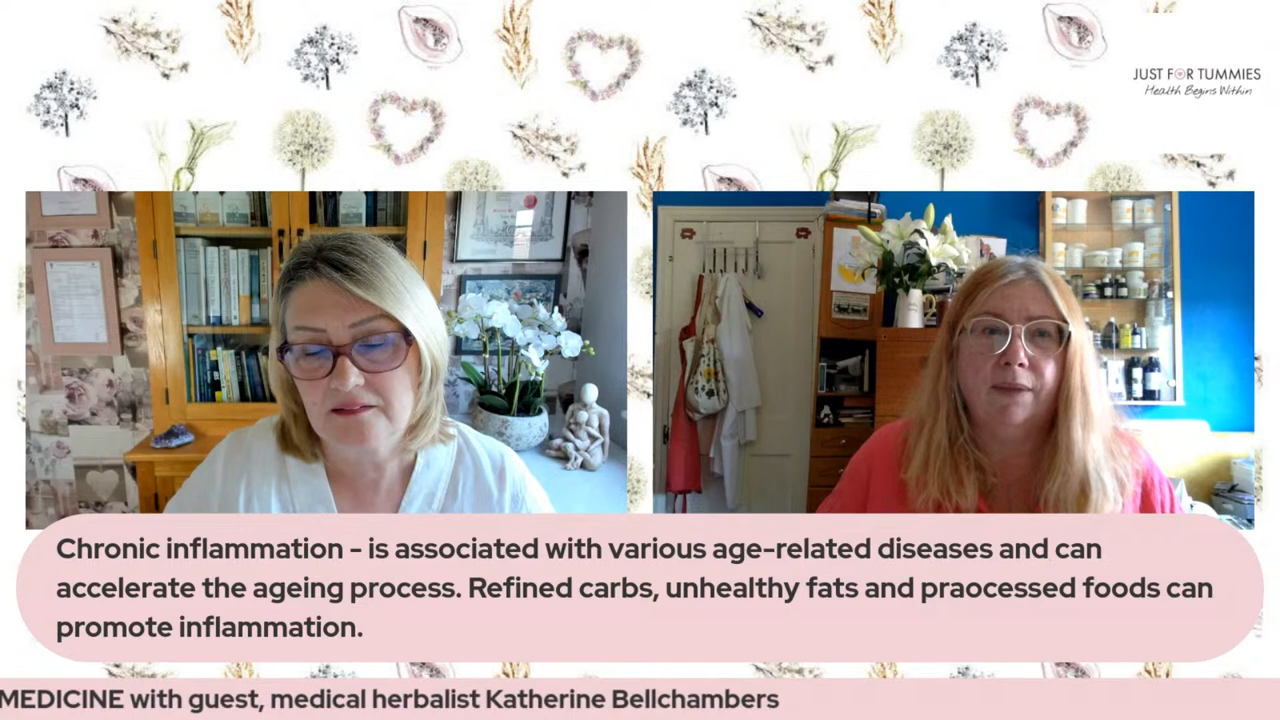 JUST FOR TUMMIES
Health Begins Within
Chronic inflammation - is associated with various age-related diseases and can
accelerate the ageing process. Refined carbs, unhealthy fats and praocessed foods can
promote inflammation.
MEDICINE with guest, medical herbalist Katherine Bellchambers